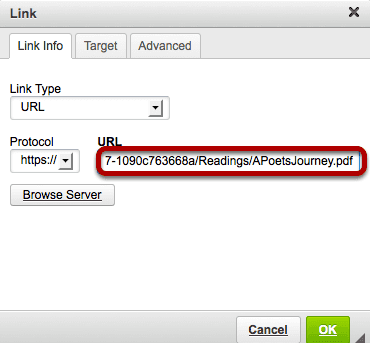 Link
Link Info Target Advanced
Link Type
URL
Protocol URL
https:// 7-1090c763668a/Readings/APoetsJourney.pdf
Browse Server
Cancel OK